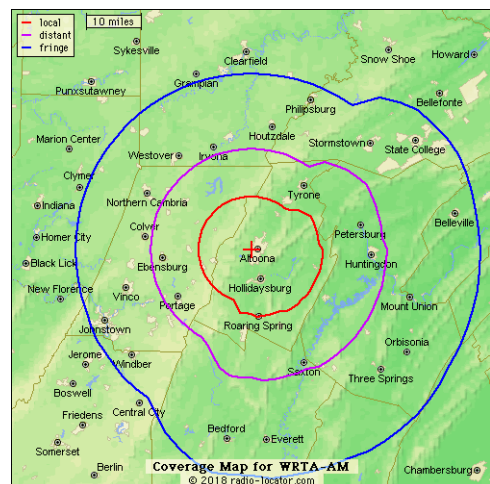 local
distant
fringe
10 miles
Sykesville
Clearfield
Snow Shoe
Howard
Grampian
Punxsutawney
Philipsburg
Bellefonte
Houtzdale
Marion Center
Westover
Irvona
Stormstown
State College
Clymer
Tyrone
Northern Cambria
Indiana
Belleville
Colver
Petersburg
Homer City
Altoona
Ebensburg
Huntingdon
Black Lick
Hollidaysburg
New Florence
Vinco
Portage
Mount Union
Johnstown
Roaring Spring
Orbisonia
Jerome
Windber
Saxton
Three Springs
Boswell
Central City
Friedens
Bedford
Everett
Somerset
Berlin
Coverage Map for WRTA-AM
Chambersburg
© 2018 radio-locator.com